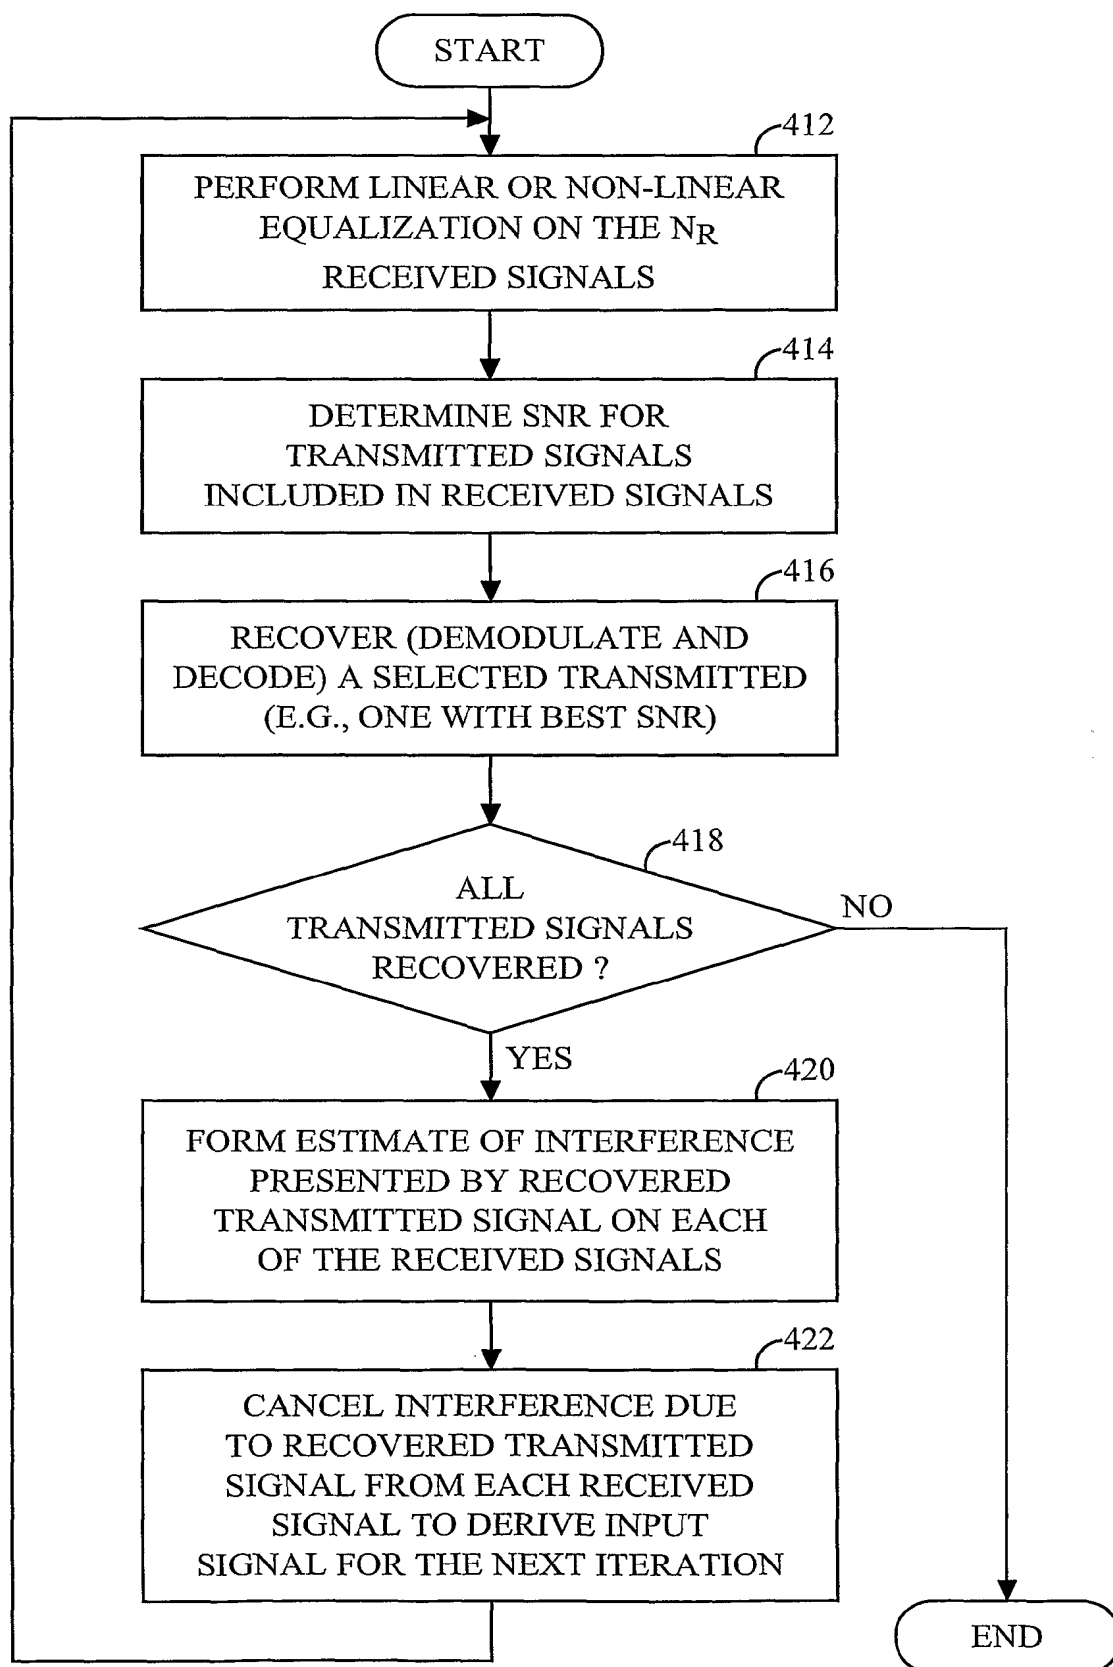 START
412
PERFORM LINEAR OR NON-LINEAR
EQUALIZATION ON THE NR
RECEIVED SIGNALS
414
DETERMINE SNR FOR
TRANSMITTED SIGNALS
INCLUDED IN RECEIVED SIGNALS
416
RECOVER (DEMODULATE AND
DECODE) A SELECTED TRANSMITTED
(E.G., ONE WITH BEST SNR)
418
ALL
TRANSMITTED SIGNALS
RECOVERED ?
NO
YES
420
FORM ESTIMATE OF INTERFERENCE
PRESENTED BY RECOVERED
TRANSMITTED SIGNAL ON EACH
OF THE RECEIVED SIGNALS
422
CANCEL INTERFERENCE DUE
TO RECOVERED TRANSMITTED
SIGNAL FROM EACH RECEIVED
SIGNAL TO DERIVE INPUT
SIGNAL FOR THE NEXT ITERATION
END